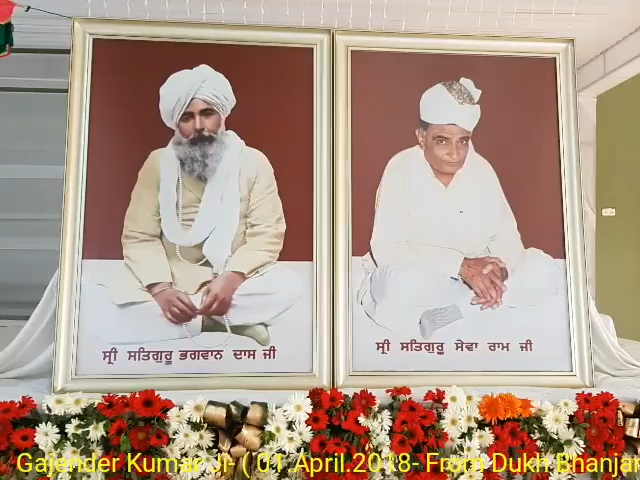 ਸ੍ਰੀ ਸਤਿਗੁਰੂ ਭਗਵਾਨ ਦਾਸ ਜੀ
ਸ੍ਰੀ ਸਤਿਗੁਰੂ ਸੇਵਾ ਰਾਮ ਜੀ
Gajender Kumar Ji- ( 01 April.2018- From Dukh Bhanjan